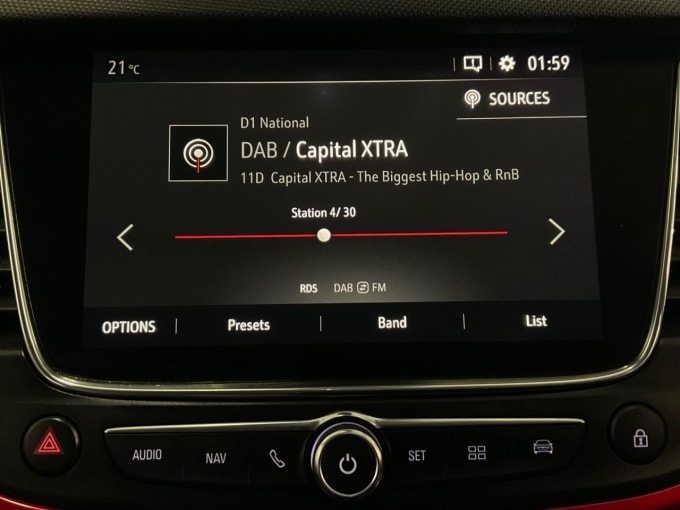 21°C 01:59
SOURCES
D1 National
DAB / Capital XTRA
11D Capital XTRA - The Biggest Hip-Hop & RnB
Station 4/30
RDS DAB FM
OPTIONS Presets Band List
AUDIO NAV SET